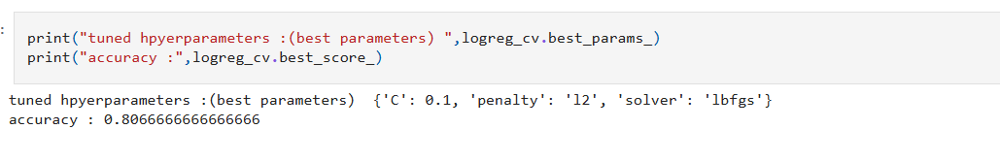 :
print("tuned hpyerparameters :(best parameters) ",logreg_cv.best_params_)
print("accuracy :",logreg_cv.best_score_)
tuned hpyerparameters :(best parameters)  {'C': 0.1, 'penalty': 'l2', 'solver': 'lbfgs'}
accuracy : 0.8066666666666666